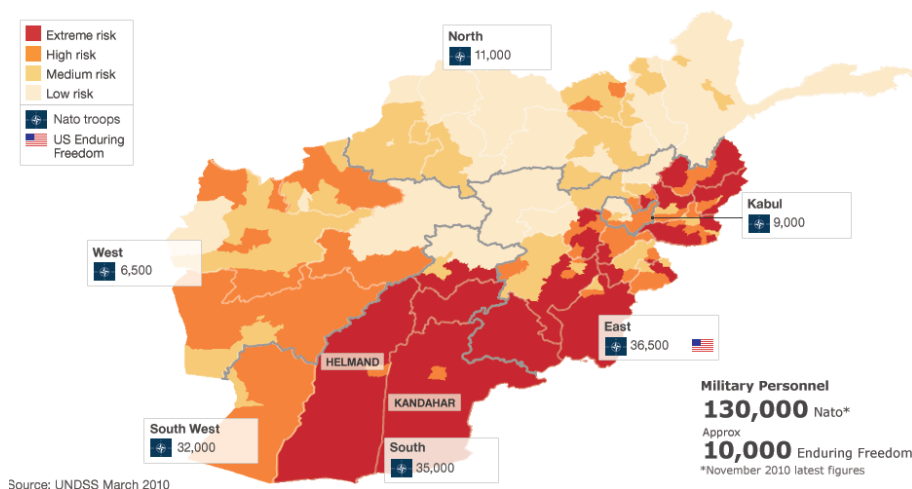 Extreme risk
High risk
Medium risk
Low risk
Nato troops
US Enduring
Freedom
North
11,000
Kabul
9,000
West
6,500
East
36,500
HELMAND
KANDAHAR
South West
32,000
South
35,000
Military Personnel
130,000 Nato*
Approx
10,000 Enduring Freedom
*November 2010 latest figures
Source: UNDSS March 2010